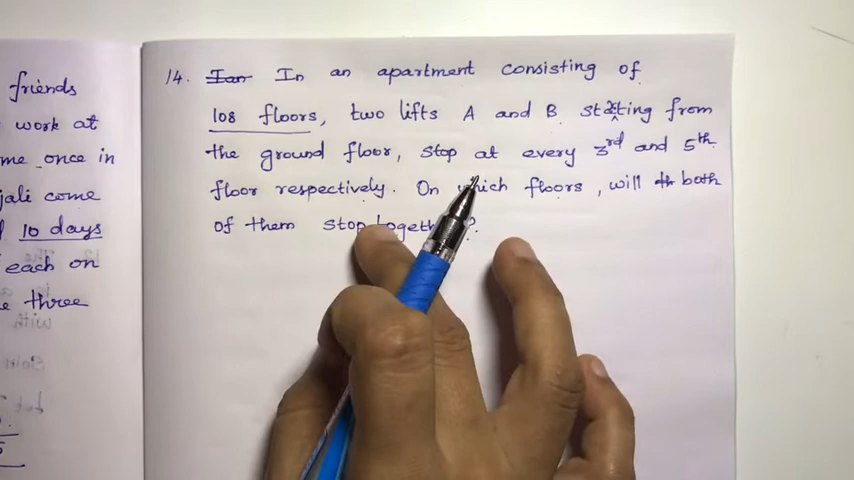 friends
work at
me once in
jali come
10 days
each on
e three
14. In an apartment consisting of
108 floors, two lifts A and B starting from
the ground floor, stop at every 3rd and 5th
floor respectively. On which floors, will both
of them stop together?